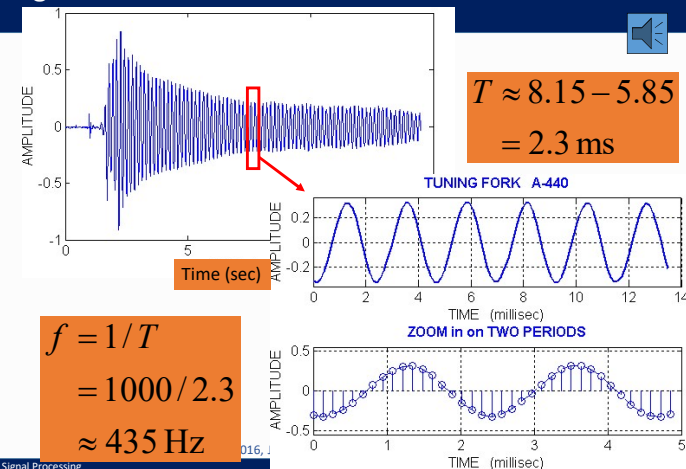 1
0.5
0
-0.5
-1
AMPLITUDE
0
5
Time (sec)
T ≈ 8.15 − 5.85
= 2.3 ms
TUNING FORK A-440
AMPLITUDE
0.2
0
-0.2
0 2 4 6 8 10 12 14
TIME (millisec)
f = 1/T
= 1000/2.3
≈ 435 Hz
ZOOM in on TWO PERIODS
AMPLITUDE
0.5
0
-0.5
0 1 2 3 4 5
TIME (millisec)
016,
Signal Processing